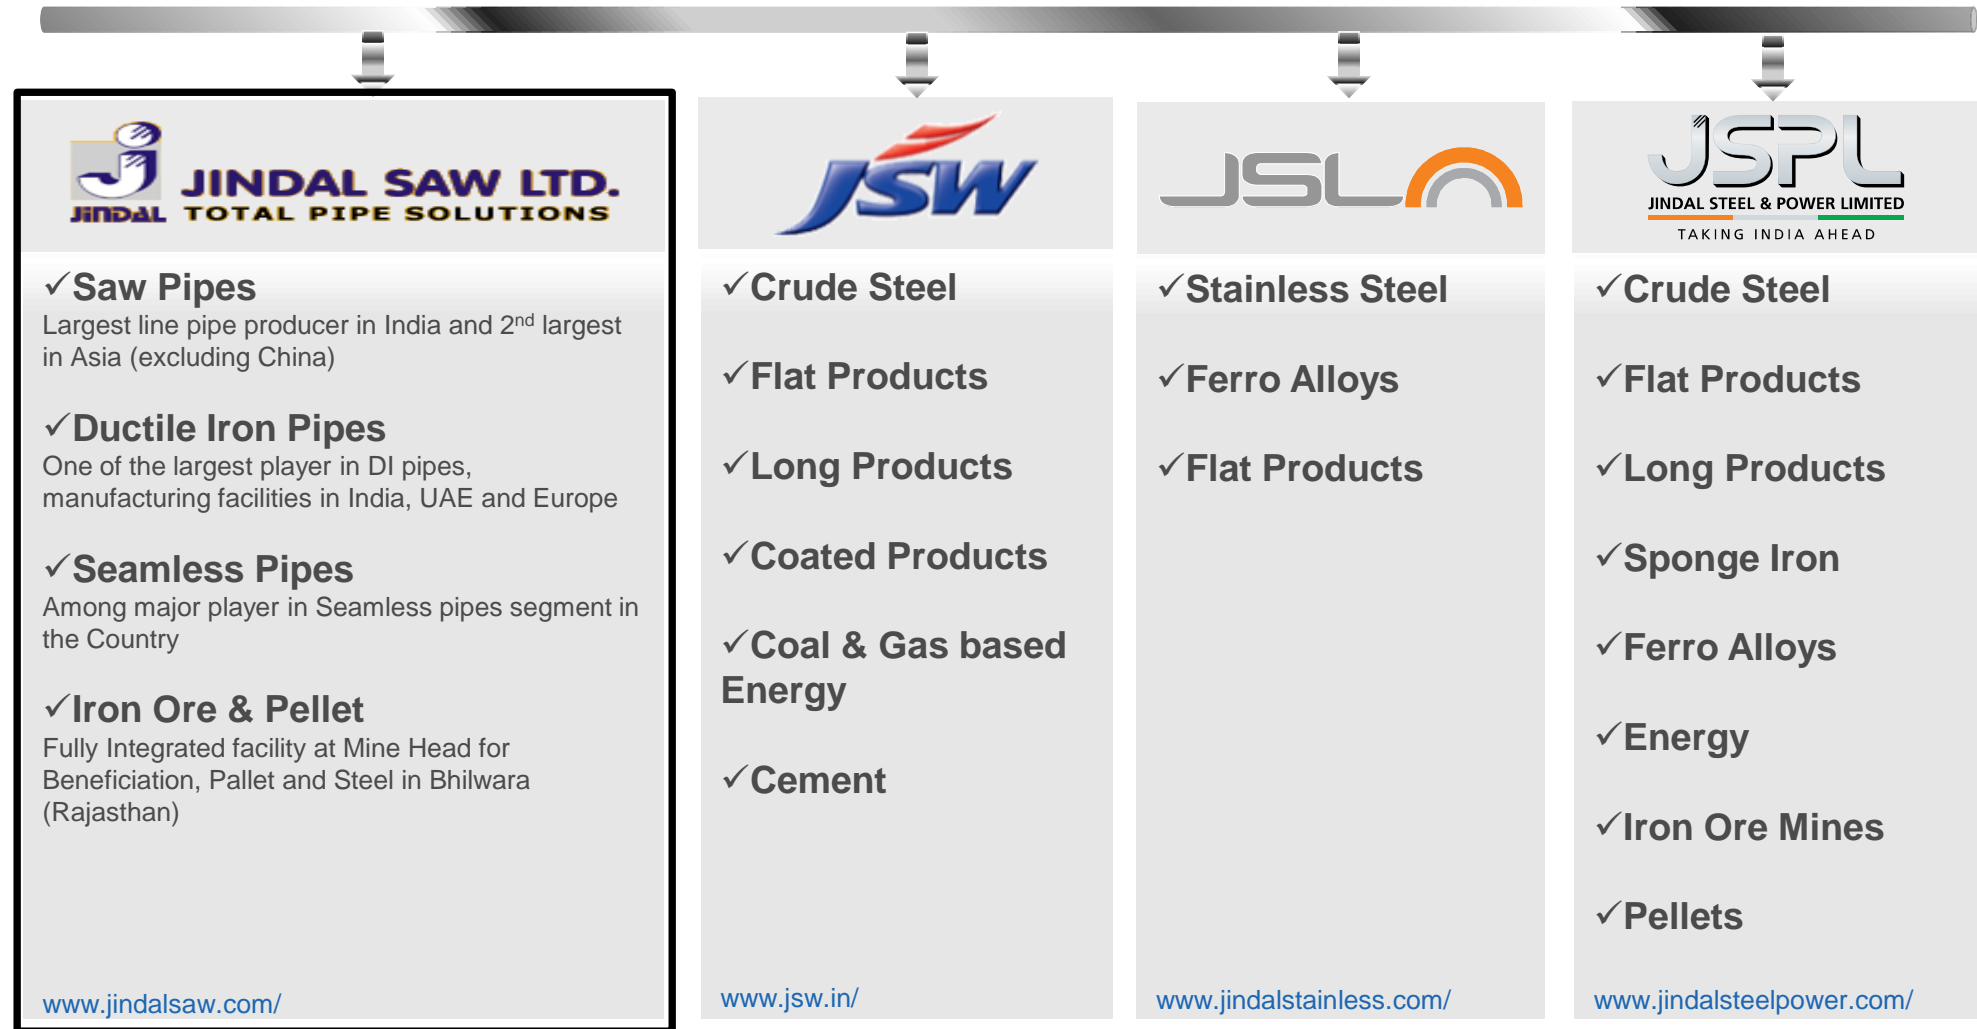 JINDAL
JINDAL SAW LTD.
TOTAL PIPE SOLUTIONS
✓Saw Pipes
Largest line pipe producer in India and 2nd largest
in Asia (excluding China)
✓Ductile Iron Pipes
One of the largest player in DI pipes,
manufacturing facilities in India, UAE and Europe
✓Seamless Pipes
Among major player in Seamless pipes segment in
the Country
✓Iron Ore & Pellet
Fully Integrated facility at Mine Head for
Beneficiation, Pallet and Steel in Bhilwara
(Rajasthan)
www.jindalsaw.com/
JSW
✓Crude Steel
✓Flat Products
✓Long Products
✓Coated Products
✓Coal & Gas based
Energy
✓Cement
www.jsw.in/
JSL
✓Stainless Steel
✓Ferro Alloys
✓Flat Products
www.jindalstainless.com/
JSPL
JINDAL STEEL & POWER LIMITED
TAKING INDIA AHEAD
✓Crude Steel
✓Flat Products
✓Long Products
✓Sponge Iron
✓Ferro Alloys
✓Energy
✓Iron Ore Mines
✓Pellets
www.jindalsteelpower.com/